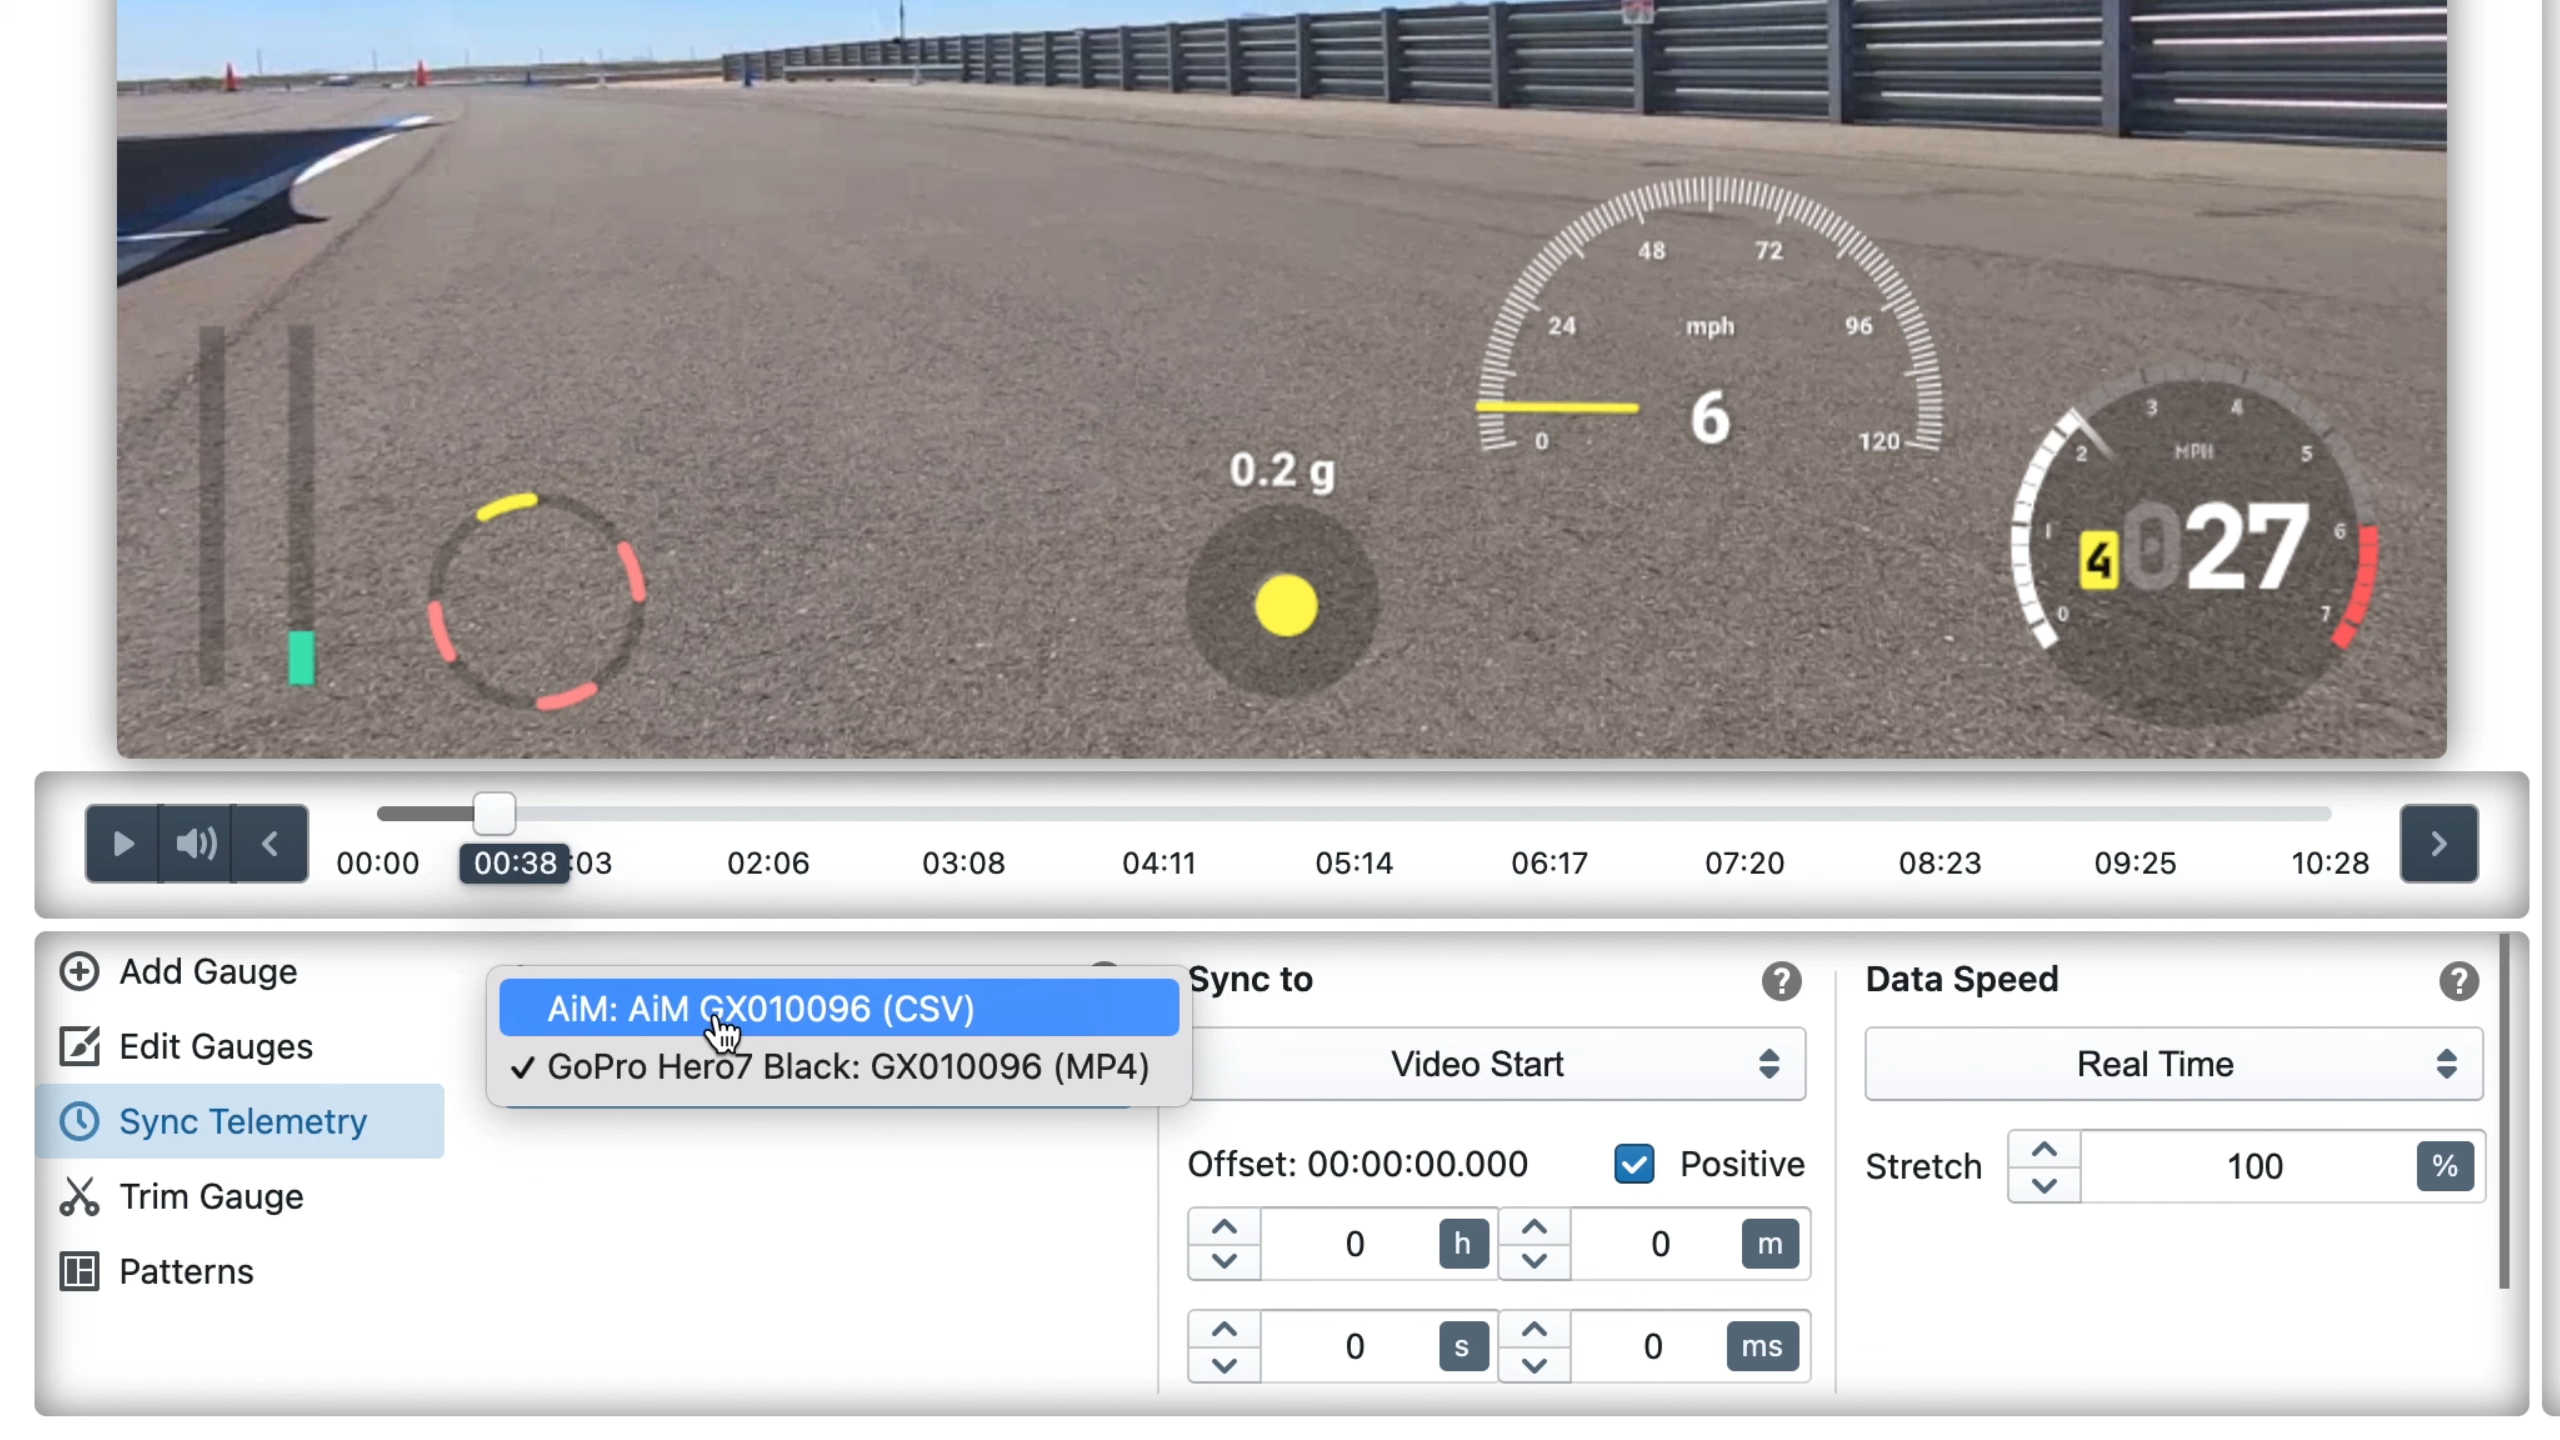 48 72
24 mph 96
6
0 120
0.2 g
3 4
2 MPH 5
1 4 027 6
0 7
00:00 00:38 :03 02:06 03:08 04:11 05:14 06:17 07:20 08:23 09:25 10:28
Add Gauge
Edit Gauges
Sync Telemetry
Trim Gauge
Patterns
AiM: AiM GX010096 (CSV)
✓ GoPro Hero7 Black: GX010096 (MP4)
Sync to ?
Video Start
Offset: 00:00:00.000 Positive
0 h 0 m
0 s 0 ms
Data Speed ?
Real Time
Stretch 100 %